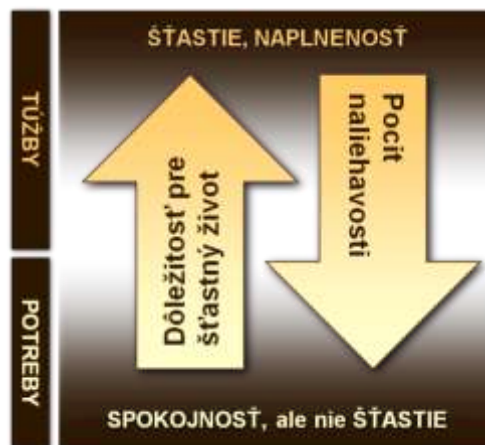 ŠŤASTIE, NAPLNENOSŤ
TÚŽBY
Dôležitosť pre
šťastný život
Pocit
naliehavosti
POTREBY
SPOKOJNOSŤ, ale nie ŠŤASTIE